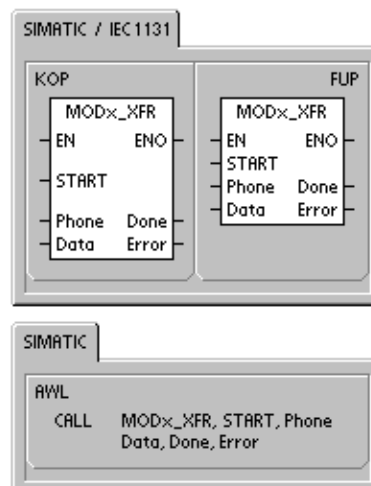 SIMATIC / IEC1131
KOP
FUP
MODx_XFR
EN ENO
START
Phone Done
Data Error
MODx_XFR
EN ENO
START
Phone Done
Data Error
SIMATIC
AWL
CALL MODx_XFR, START, Phone
Data, Done, Error